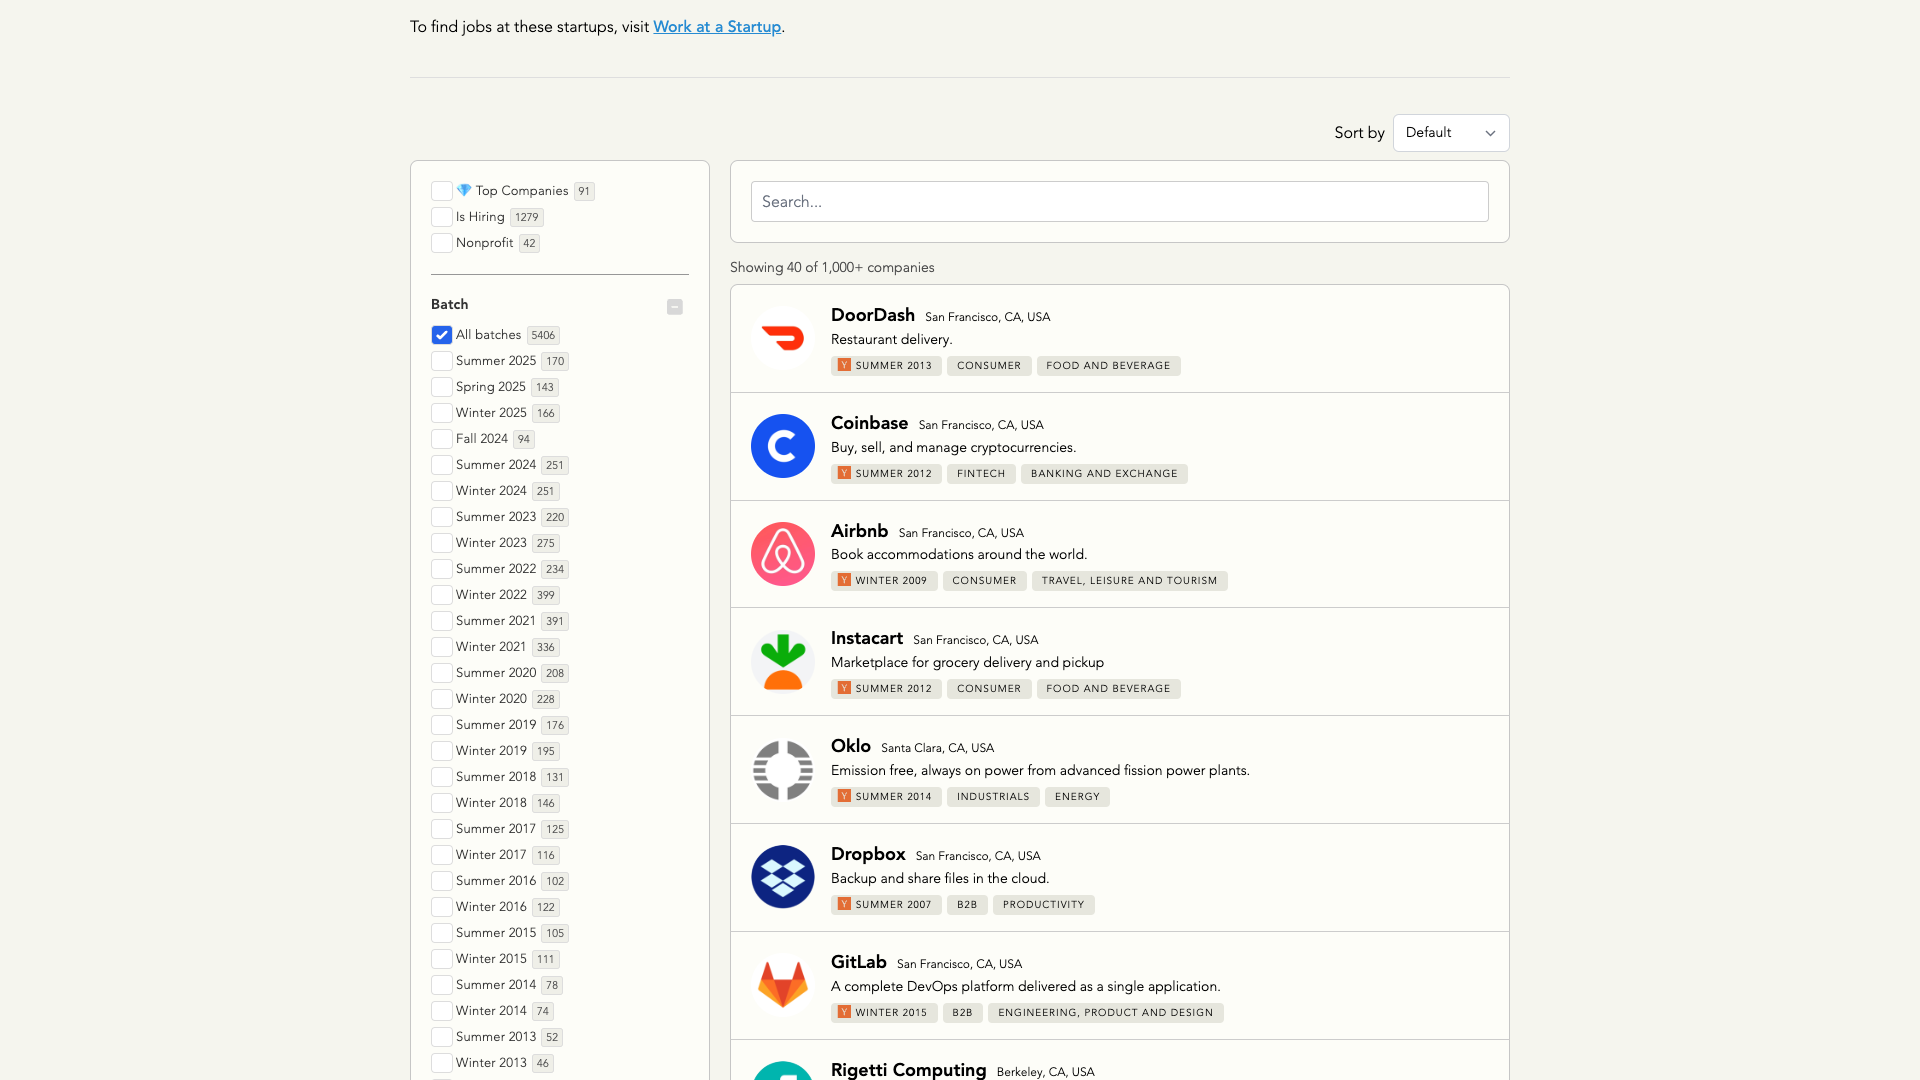 To find jobs at these startups, visit Work at a Startup.
Sort by Default
Top Companies 91
Is Hiring 1279
Nonprofit 42
Batch
All batches 5406
Summer 2025 170
Spring 2025 143
Winter 2025 166
Fall 2024 94
Summer 2024 251
Winter 2024 251
Summer 2023 220
Winter 2023 275
Summer 2022 234
Winter 2022 399
Summer 2021 391
Winter 2021 336
Summer 2020 208
Winter 2020 228
Summer 2019 176
Winter 2019 195
Summer 2018 131
Winter 2018 146
Summer 2017 125
Winter 2017 116
Summer 2016 102
Winter 2016 122
Summer 2015 105
Winter 2015 111
Summer 2014 78
Winter 2014 74
Summer 2013 52
Winter 2013 46
Search...
Showing 40 of 1,000+ companies
DoorDash San Francisco, CA, USA
Restaurant delivery.
Y SUMMER 2013 CONSUMER FOOD AND BEVERAGE
Coinbase San Francisco, CA, USA
Buy, sell, and manage cryptocurrencies.
Y SUMMER 2012 FINTECH BANKING AND EXCHANGE
Airbnb San Francisco, CA, USA
Book accommodations around the world.
Y WINTER 2009 CONSUMER TRAVEL, LEISURE AND TOURISM
Instacart San Francisco, CA, USA
Marketplace for grocery delivery and pickup
Y SUMMER 2012 CONSUMER FOOD AND BEVERAGE
Oklo Santa Clara, CA, USA
Emission free, always on power from advanced fission power plants.
Y SUMMER 2014 INDUSTRIALS ENERGY
Dropbox San Francisco, CA, USA
Backup and share files in the cloud.
Y SUMMER 2007 B2B PRODUCTIVITY
GitLab San Francisco, CA, USA
A complete DevOps platform delivered as a single application.
Y WINTER 2015 B2B ENGINEERING, PRODUCT AND DESIGN
Rigetti Computing Berkeley, CA, USA